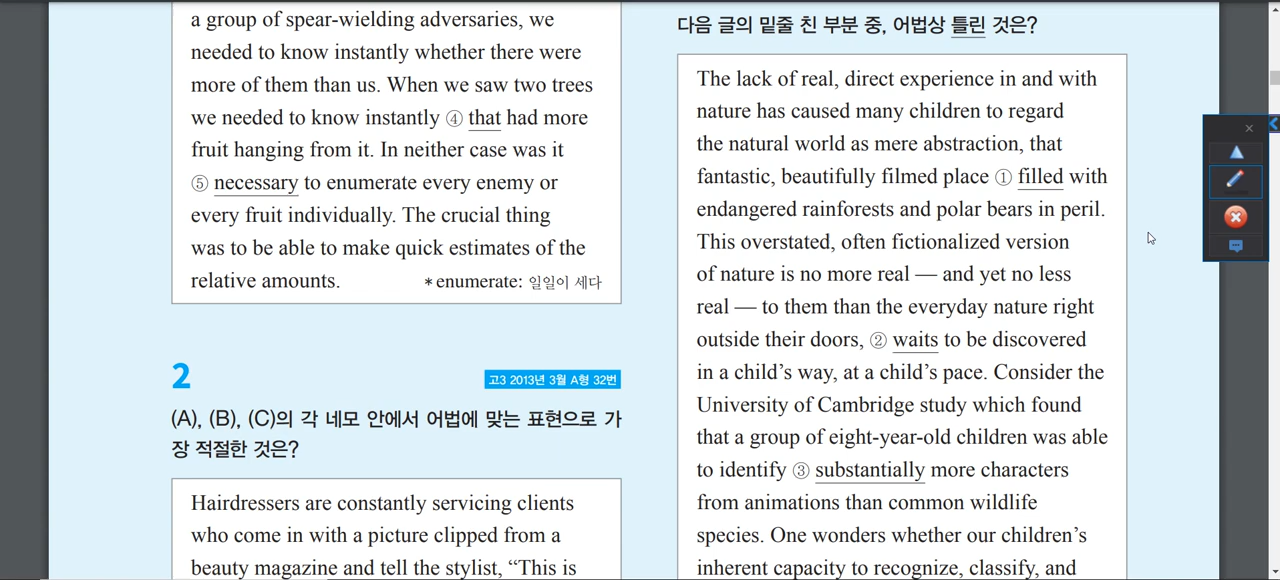 a group of spear-wielding adversaries, we
needed to know instantly whether there were
more of them than us. When we saw two trees
we needed to know instantly ④ that had more
fruit hanging from it. In neither case was it
⑤ necessary to enumerate every enemy or
every fruit individually. The crucial thing
was to be able to make quick estimates of the
relative amounts. * enumerate: 일일이 세다
2 고3 2013년 3월 A형 32번
(A), (B), (C)의 각 네모 안에서 어법에 맞는 표현으로 가
장 적절한 것은?
Hairdressers are constantly servicing clients
who come in with a picture clipped from a
beauty magazine and tell the stylist, “This is
다음 글의 밑줄 친 부분 중, 어법상 틀린 것은?
The lack of real, direct experience in and with
nature has caused many children to regard
the natural world as mere abstraction, that
fantastic, beautifully filmed place ① filled with
endangered rainforests and polar bears in peril.
This overstated, often fictionalized version
of nature is no more real — and yet no less
real — to them than the everyday nature right
outside their doors, ② waits to be discovered
in a child’s way, at a child’s pace. Consider the
University of Cambridge study which found
that a group of eight-year-old children was able
to identify ③ substantially more characters
from animations than common wildlife
species. One wonders whether our children’s
inherent capacity to recognize, classify, and